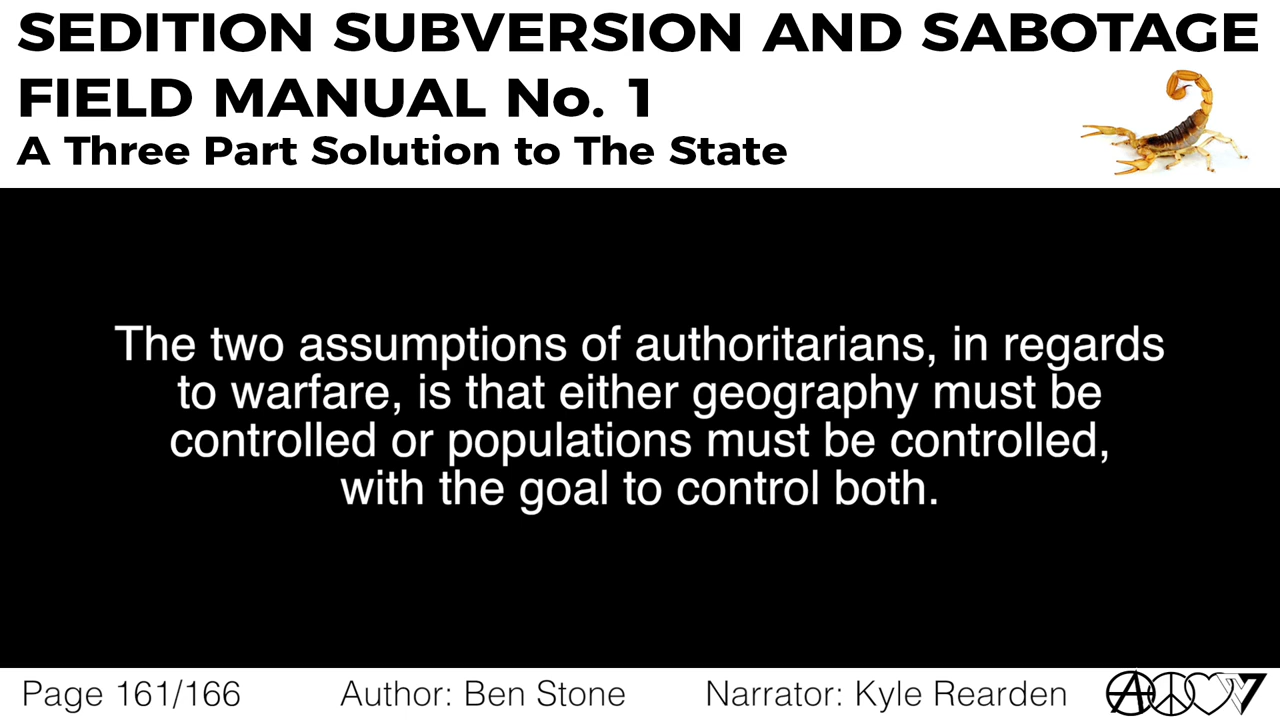 SEDITION SUBVERSION AND SABOTAGE
FIELD MANUAL No. 1
A Three Part Solution to The State
The two assumptions of authoritarians, in regards
to warfare, is that either geography must be
controlled or populations must be controlled,
with the goal to control both.
Page 161/166 Author: Ben Stone Narrator: Kyle Rearden